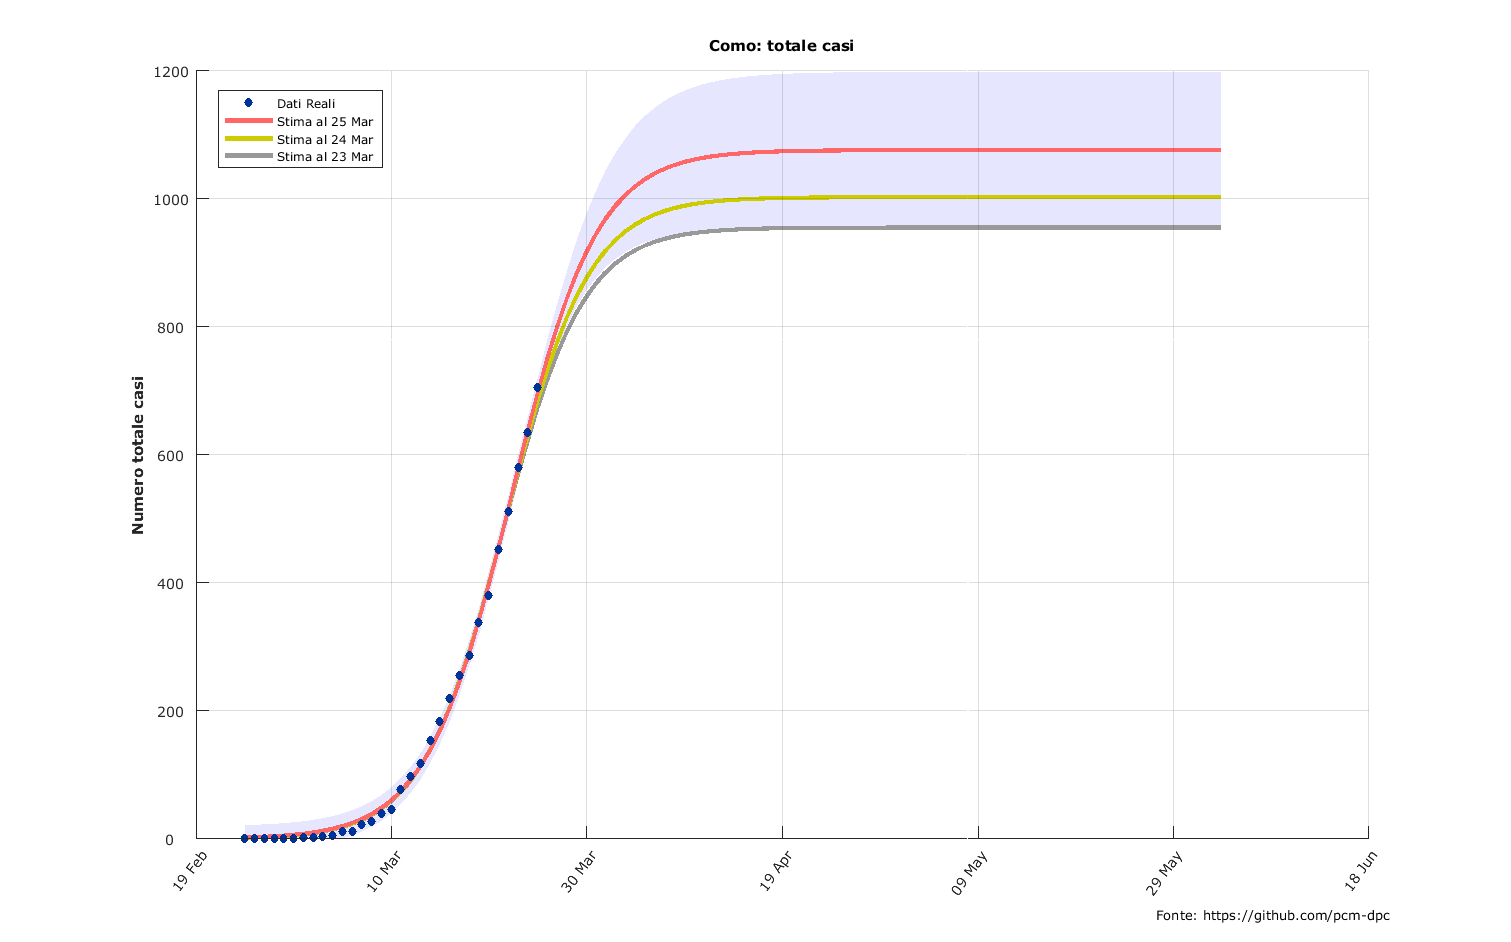 Como: totale casi
Dati Reali
Stima al 25 Mar
Stima al 24 Mar
Stima al 23 Mar
Numero totale casi
1200
1000
800
600
400
200
0
19 Feb
10 Mar
30 Mar
19 Apr
09 May
29 May
18 Jun
Fonte: https://github.com/pcm-dpc